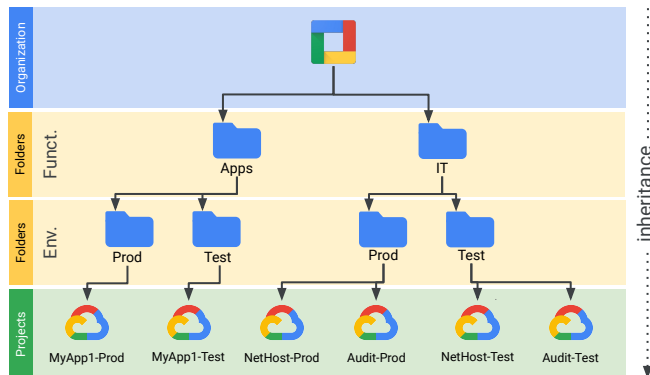 Organization
Folders
Funct.
Apps
IT
Folders
Env.
Prod
Test
Prod
Test
Projects
MyApp1-Prod
MyApp1-Test
NetHost-Prod
Audit-Prod
NetHost-Test
Audit-Test
inheritance